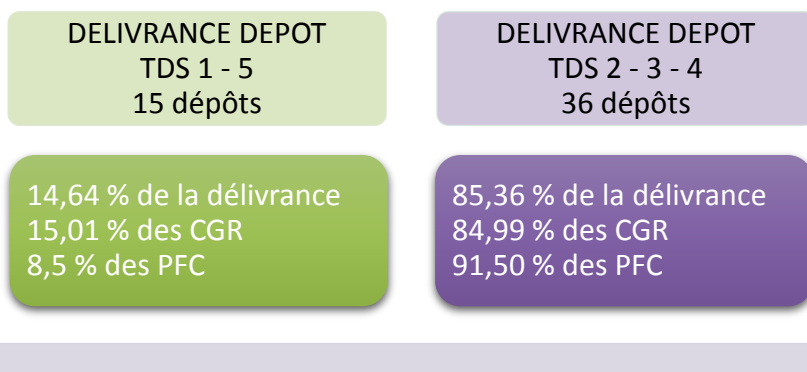 DELIVRANCE DEPOT
TDS 1 - 5
15 dépôts
14,64 % de la délivrance
15,01 % des CGR
8,5 % des PFC
DELIVRANCE DEPOT
TDS 2 - 3 - 4
36 dépôts
85,36 % de la délivrance
84,99 % des CGR
91,50 % des PFC